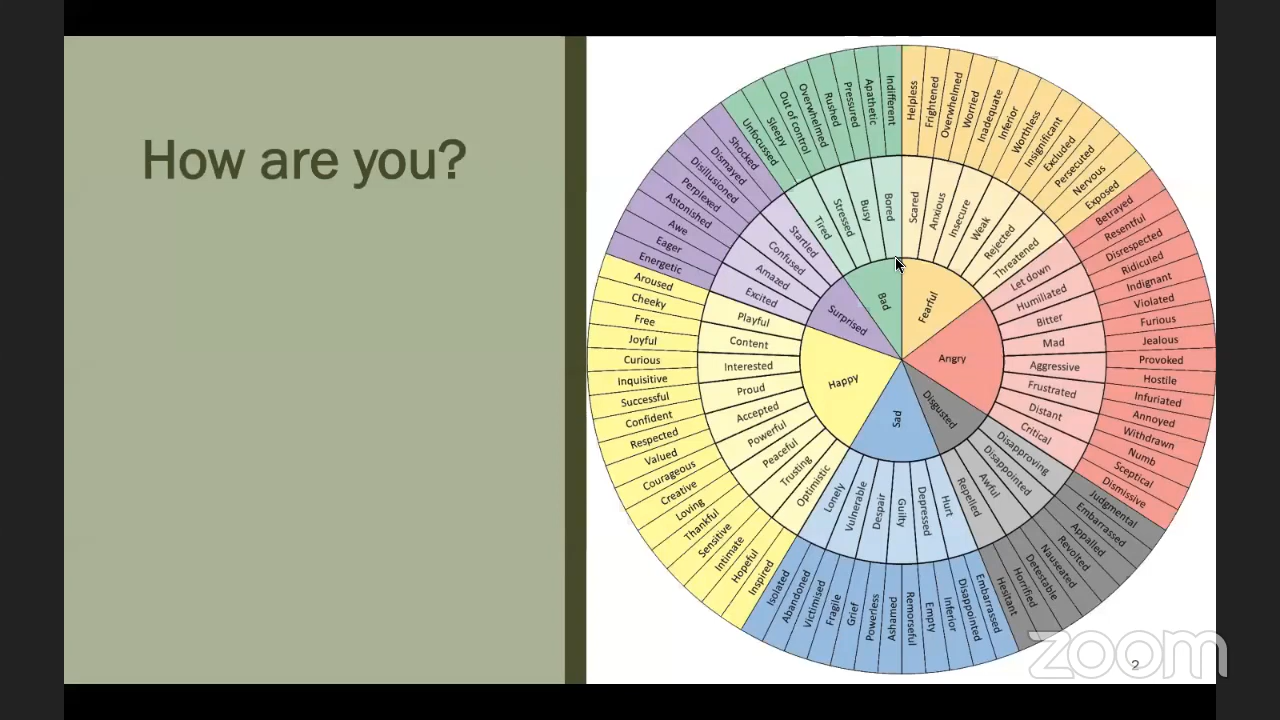 How are you?
Bad
Fearful
Angry
Disgusted
Sad
Happy
Surprised
Bored
Scared
Anxious
Insecure
Weak
Rejected
Threatened
Let down
Humiliated
Bitter
Mad
Aggressive
Frustrated
Distant
Critical
Disapproving
Disappointed
Awful
Repelled
Hurt
Depressed
Guilty
Despair
Vulnerable
Lonely
Optimistic
Trusting
Peaceful
Powerful
Accepted
Proud
Interested
Content
Playful
Excited
Amazed
Confused
Startled
Tired
Stressed
Busy
Indifferent
Helpless
Frightened
Overwhelmed
Worried
Inadequate
Inferior
Worthless
Insignificant
Excluded
Persecuted
Nervous
Exposed
Betrayed
Resentful
Disrespected
Ridiculed
Indignant
Violated
Furious
Jealous
Provoked
Hostile
Infuriated
Annoyed
Withdrawn
Numb
Sceptical
Dismissive
Judgmental
Embarrassed
Appalled
Revolted
Nauseated
Detestable
Horrified
Hesitant
Embarrassed
Disappointed
Inferior
Empty
Remorseful
Ashamed
Powerless
Grief
Fragile
Victimised
Abandoned
Isolated
Inspired
Hopeful
Intimate
Sensitive
Thankful
Loving
Creative
Courageous
Valued
Respected
Confident
Successful
Inquisitive
Curious
Joyful
Free
Cheeky
Aroused
Energetic
Eager
Awe
Astonished
Perplexed
Disillusioned
Dismayed
Shocked
Unfocussed
Sleepy
Out of control
Overwhelmed
Rushed
Pressured
Apathetic
2
zoom